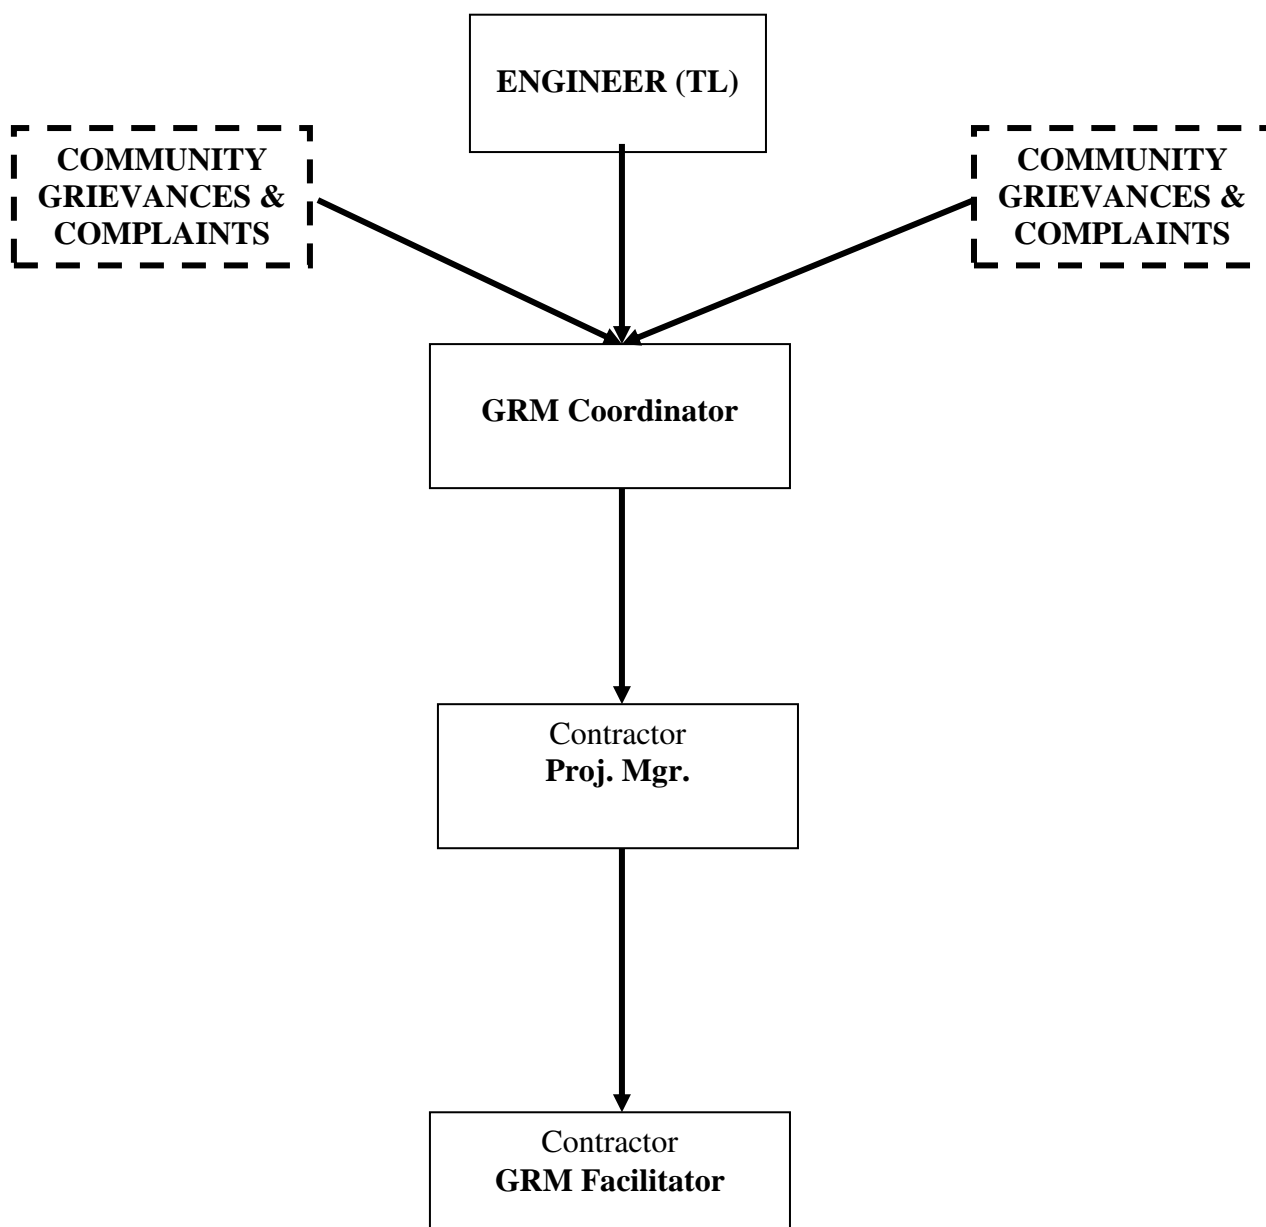 ENGINEER (TL)
COMMUNITY
GRIEVANCES &
COMPLAINTS
COMMUNITY
GRIEVANCES &
COMPLAINTS
GRM Coordinator
Contractor
Proj. Mgr.
Contractor
GRM Facilitator